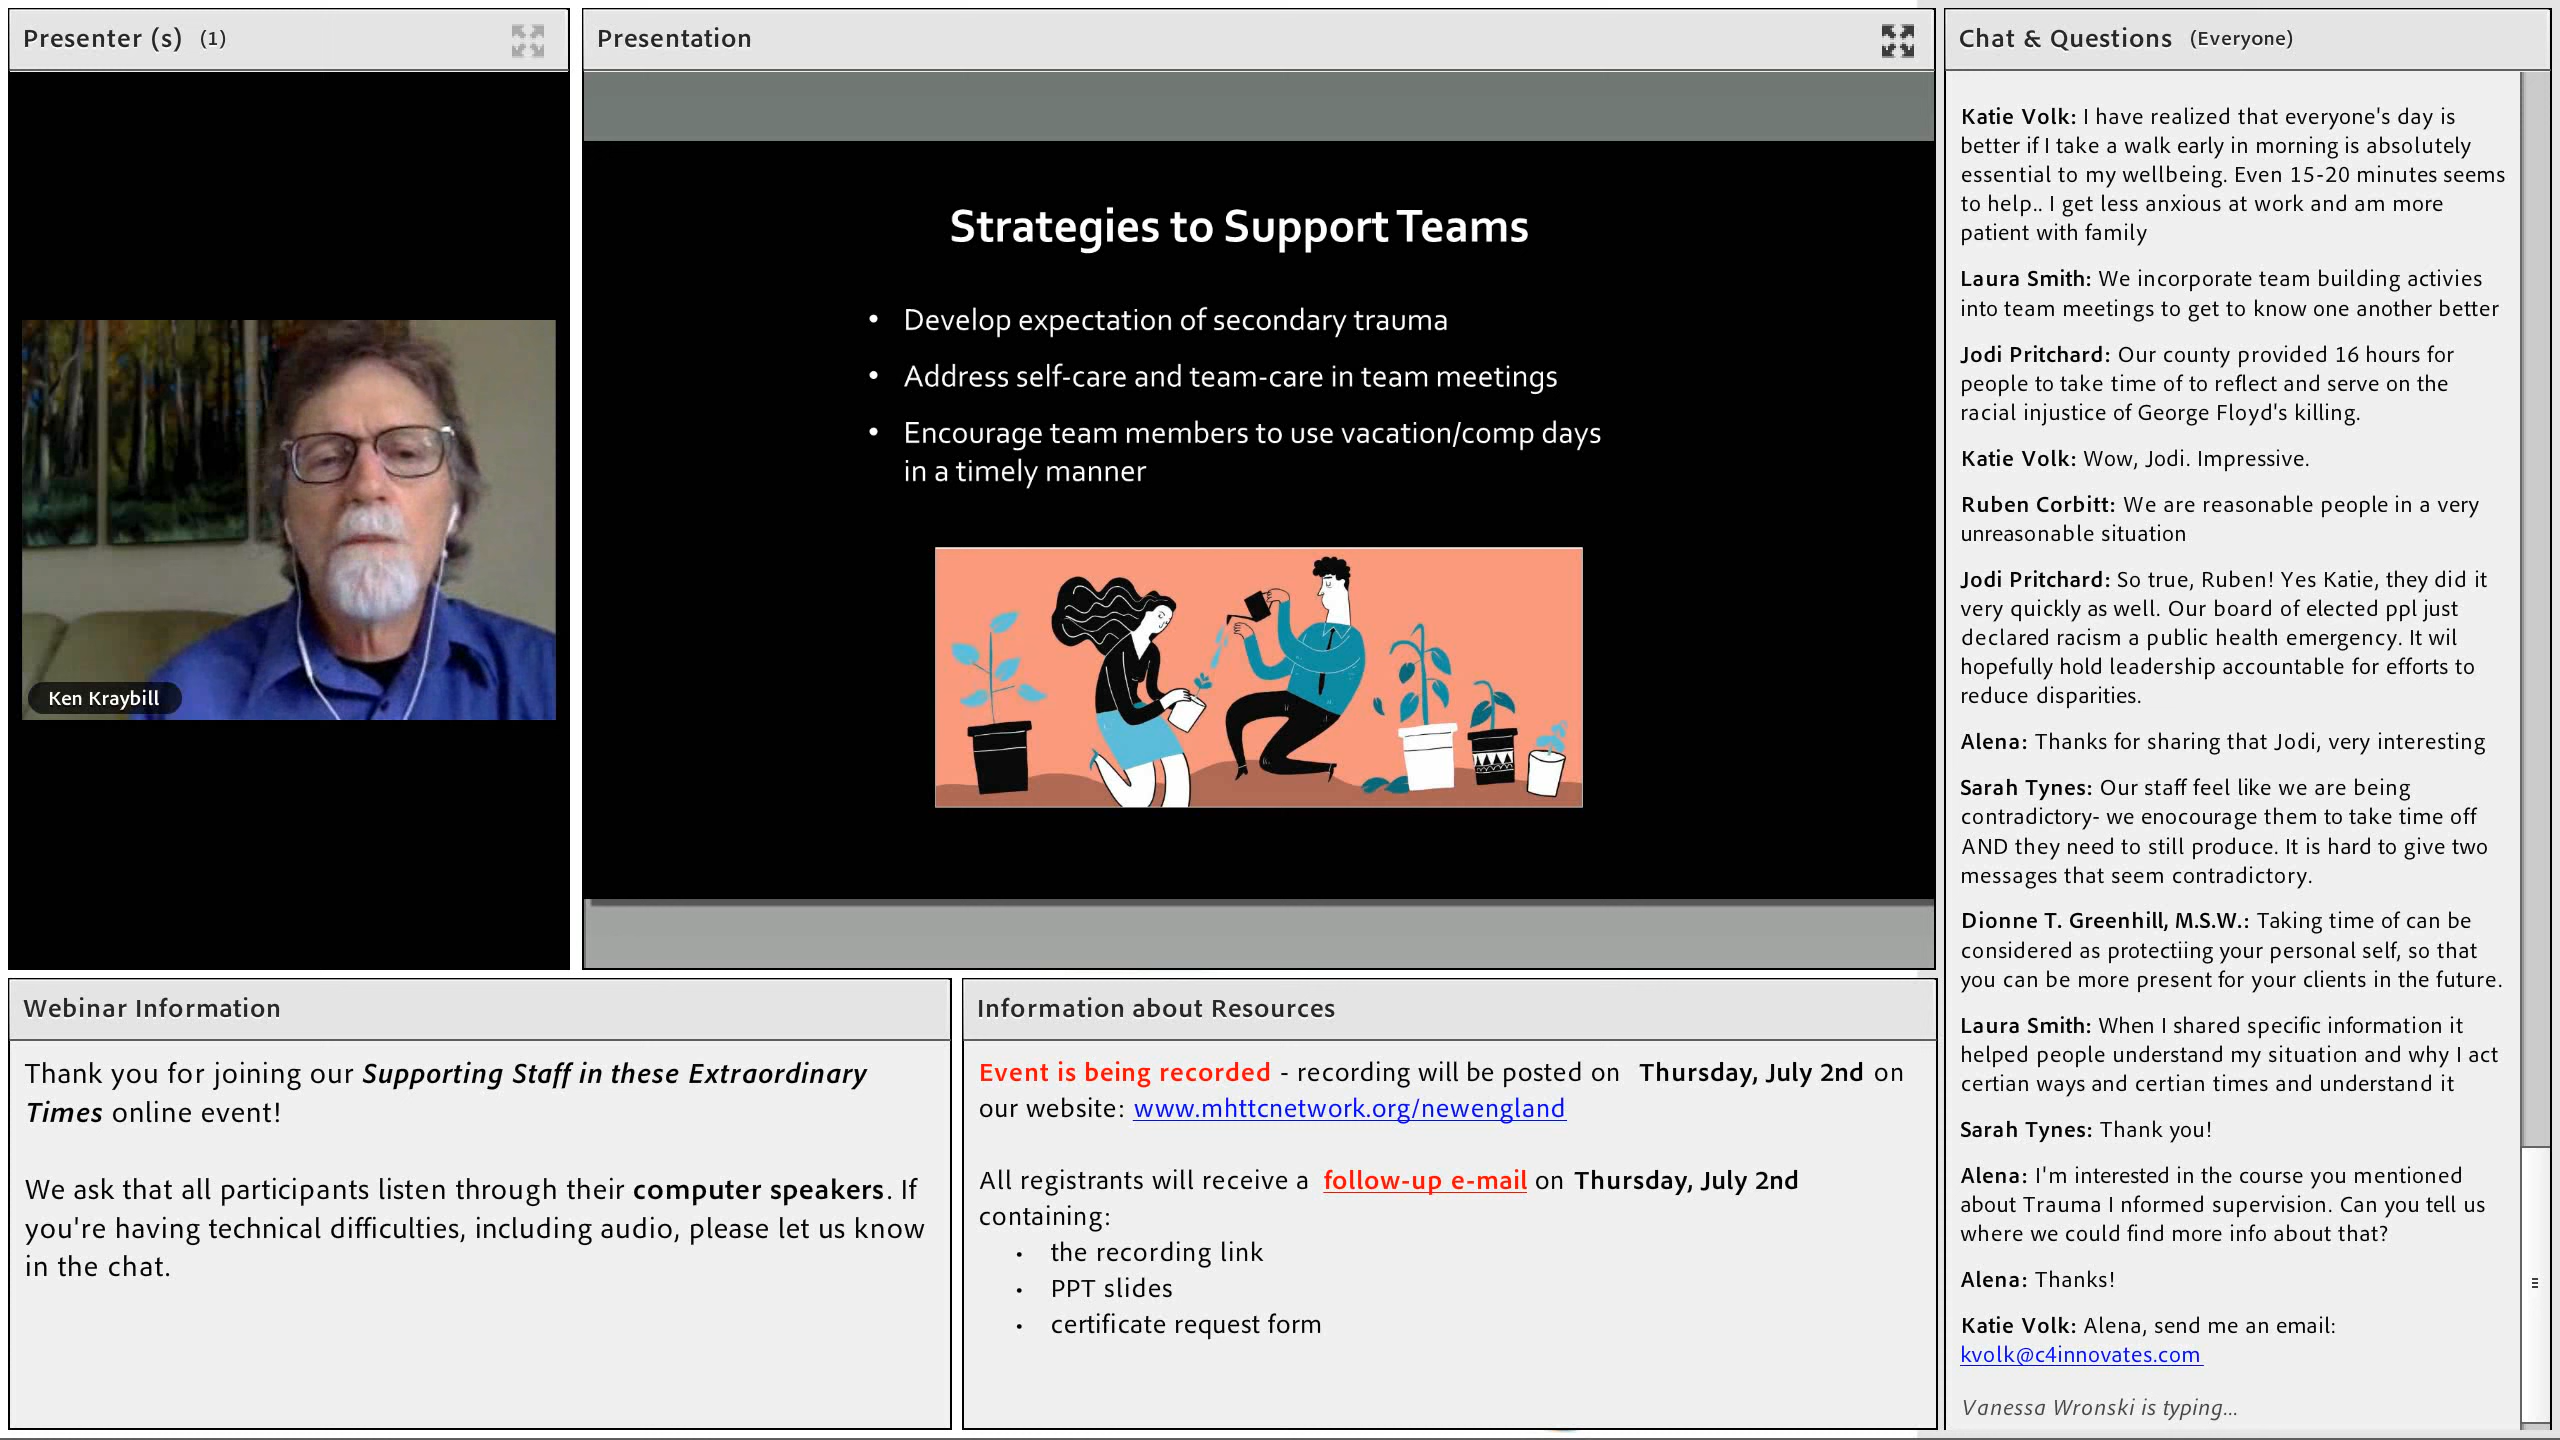 Presenter (s) (1)
Ken Kraybill
Presentation
Strategies to Support Teams
• Develop expectation of secondary trauma
• Address self-care and team-care in team meetings
• Encourage team members to use vacation/comp days
in a timely manner
Webinar Information
Thank you for joining our Supporting Staff in these Extraordinary
Times online event!
We ask that all participants listen through their computer speakers. If
you're having technical difficulties, including audio, please let us know
in the chat.
Information about Resources
Event is being recorded - recording will be posted on Thursday, July 2nd on
our website: www.mhttcnetwork.org/newengland
All registrants will receive a follow-up e-mail on Thursday, July 2nd
containing:
• the recording link
• PPT slides
• certificate request form
Chat & Questions (Everyone)
Katie Volk: I have realized that everyone's day is
better if I take a walk early in morning is absolutely
essential to my wellbeing. Even 15-20 minutes seems
to help.. I get less anxious at work and am more
patient with family
Laura Smith: We incorporate team building activies
into team meetings to get to know one another better
Jodi Pritchard: Our county provided 16 hours for
people to take time of to reflect and serve on the
racial injustice of George Floyd's killing.
Katie Volk: Wow, Jodi. Impressive.
Ruben Corbitt: We are reasonable people in a very
unreasonable situation
Jodi Pritchard: So true, Ruben! Yes Katie, they did it
very quickly as well. Our board of elected ppl just
declared racism a public health emergency. It wil
hopefully hold leadership accountable for efforts to
reduce disparities.
Alena: Thanks for sharing that Jodi, very interesting
Sarah Tynes: Our staff feel like we are being
contradictory- we enocourage them to take time off
AND they need to still produce. It is hard to give two
messages that seem contradictory.
Dionne T. Greenhill, M.S.W.: Taking time of can be
considered as protectiing your personal self, so that
you can be more present for your clients in the future.
Laura Smith: When I shared specific information it
helped people understand my situation and why I act
certian ways and certian times and understand it
Sarah Tynes: Thank you!
Alena: I'm interested in the course you mentioned
about Trauma I nformed supervision. Can you tell us
where we could find more info about that?
Alena: Thanks!
Katie Volk: Alena, send me an email:
kvolk@c4innovates.com
Vanessa Wronski is typing...